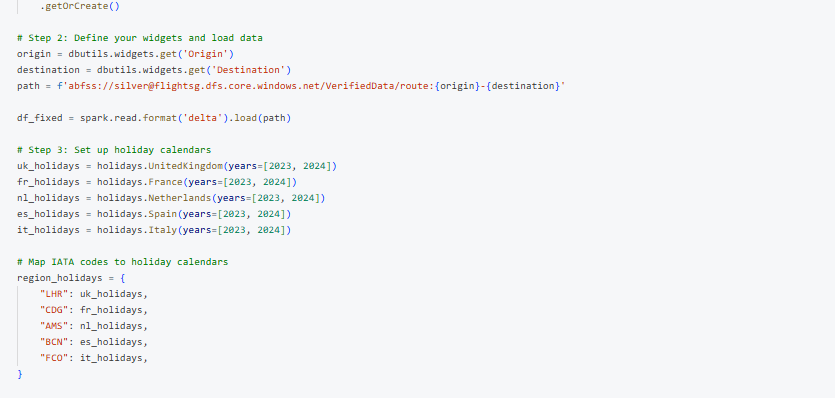 .getOrCreate()
# Step 2: Define your widgets and load data
origin = dbutils.widgets.get('Origin')
destination = dbutils.widgets.get('Destination')
path = f'abfss://silver@flightsg.dfs.core.windows.net/VerifiedData/route:{origin}-{destination}'
df_fixed = spark.read.format('delta').load(path)
# Step 3: Set up holiday calendars
uk_holidays = holidays.UnitedKingdom(years=[2023, 2024])
fr_holidays = holidays.France(years=[2023, 2024])
nl_holidays = holidays.Netherlands(years=[2023, 2024])
es_holidays = holidays.Spain(years=[2023, 2024])
it_holidays = holidays.Italy(years=[2023, 2024])
# Map IATA codes to holiday calendars
region_holidays = {
"LHR": uk_holidays,
"CDG": fr_holidays,
"AMS": nl_holidays,
"BCN": es_holidays,
"FCO": it_holidays,
}